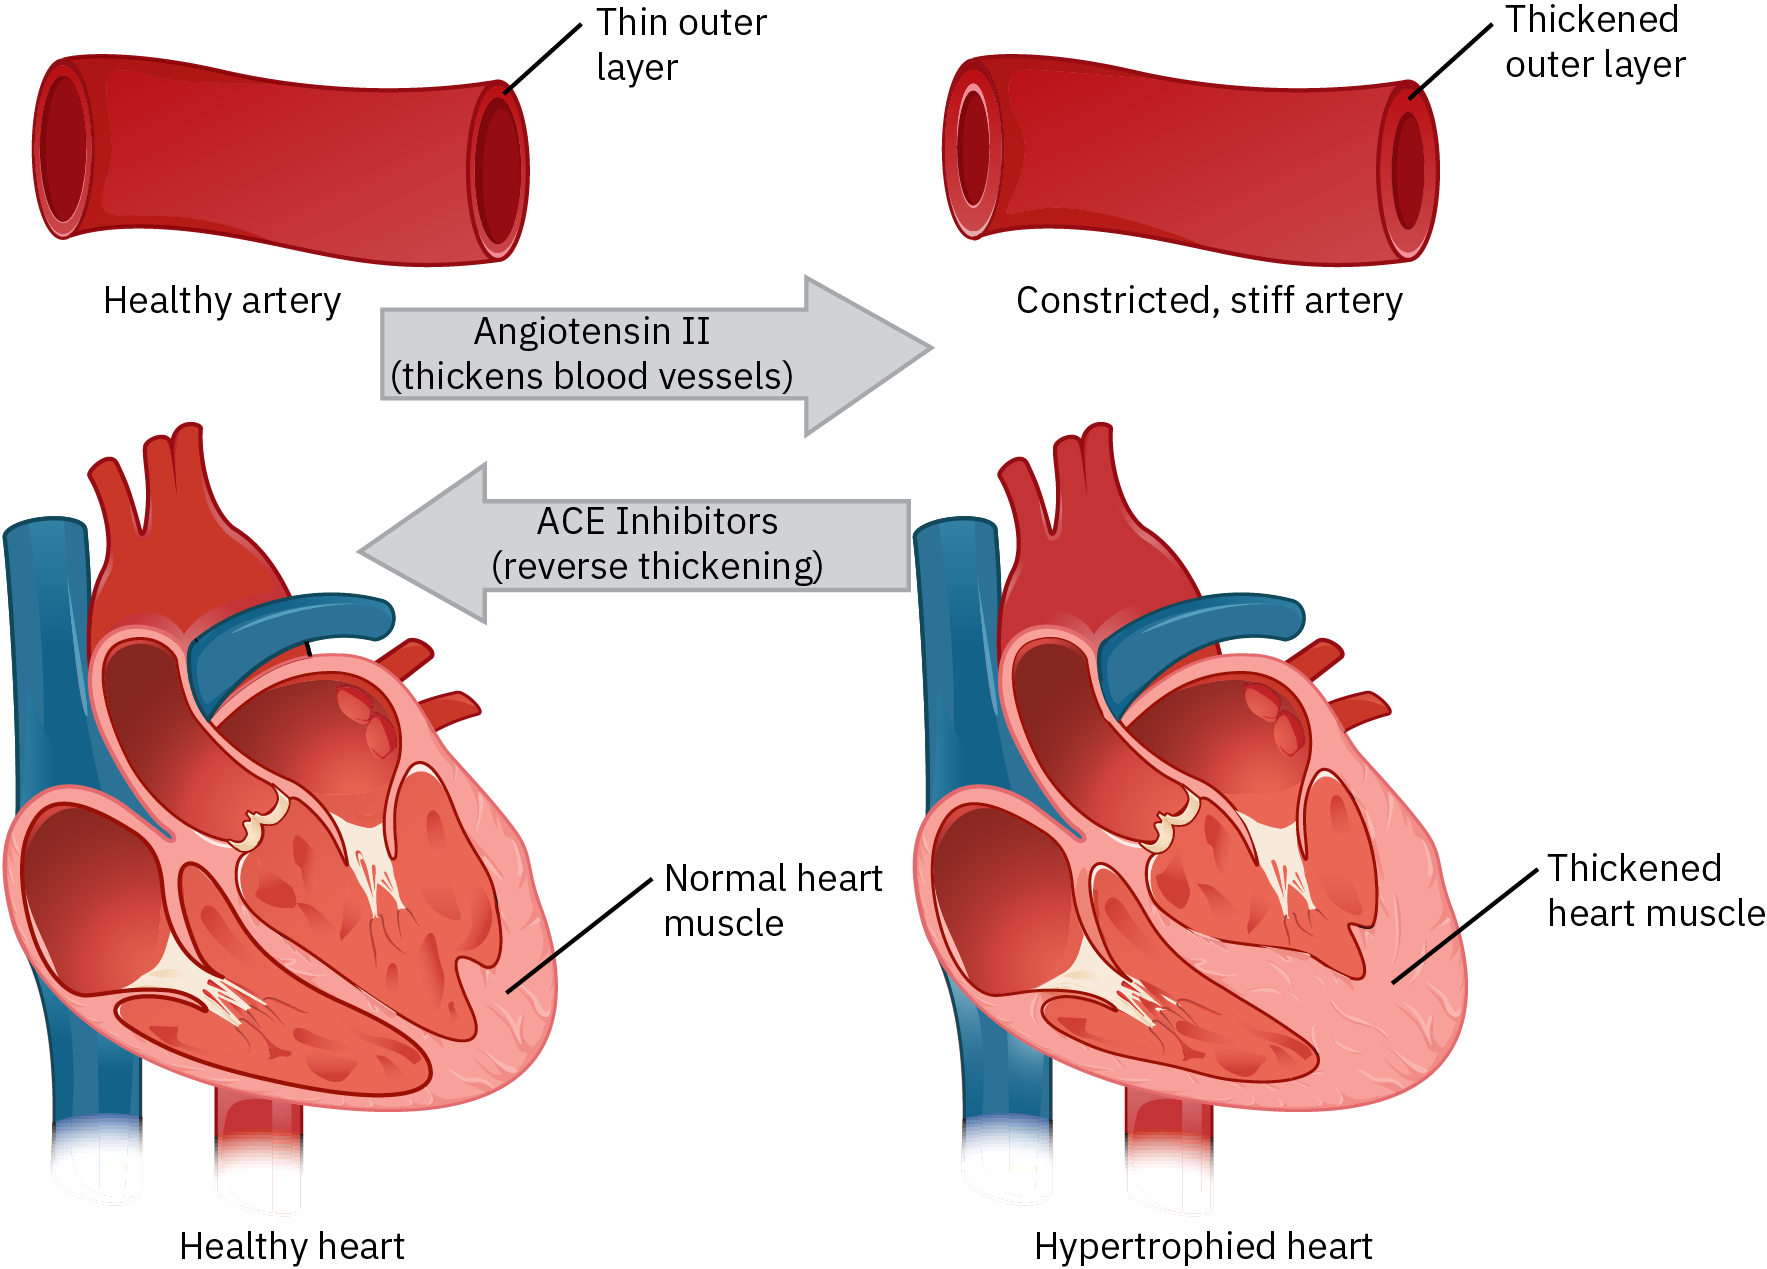 Thin outer
layer
Thickened
outer layer
Healthy artery
Constricted, stiff artery
Angiotensin II
(thickens blood vessels)
ACE Inhibitors
(reverse thickening)
Normal heart
muscle
Thickened
heart muscle
Healthy heart
Hypertrophied heart